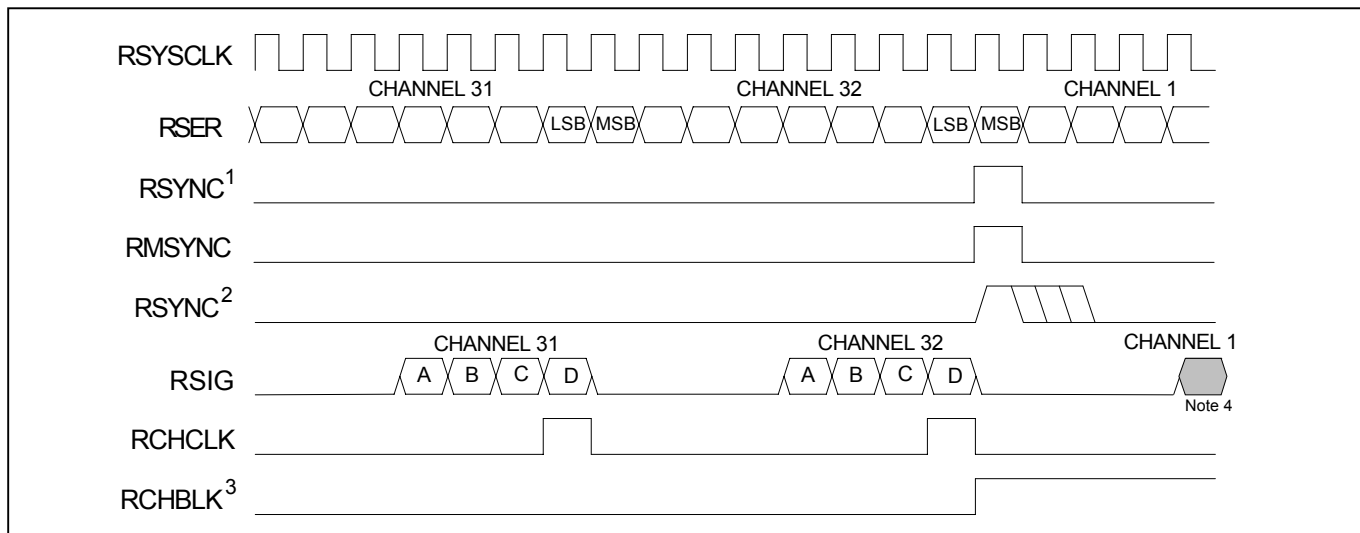 RSYSCLK
CHANNEL 31 CHANNEL 32 CHANNEL 1
RSER LSB MSB LSB MSB
RSYNC¹
RMSYNC
RSYNC²
CHANNEL 31 CHANNEL 32 CHANNEL 1
RSIG A B C D A B C D
Note 4
RCHCLK
RCHBLK³